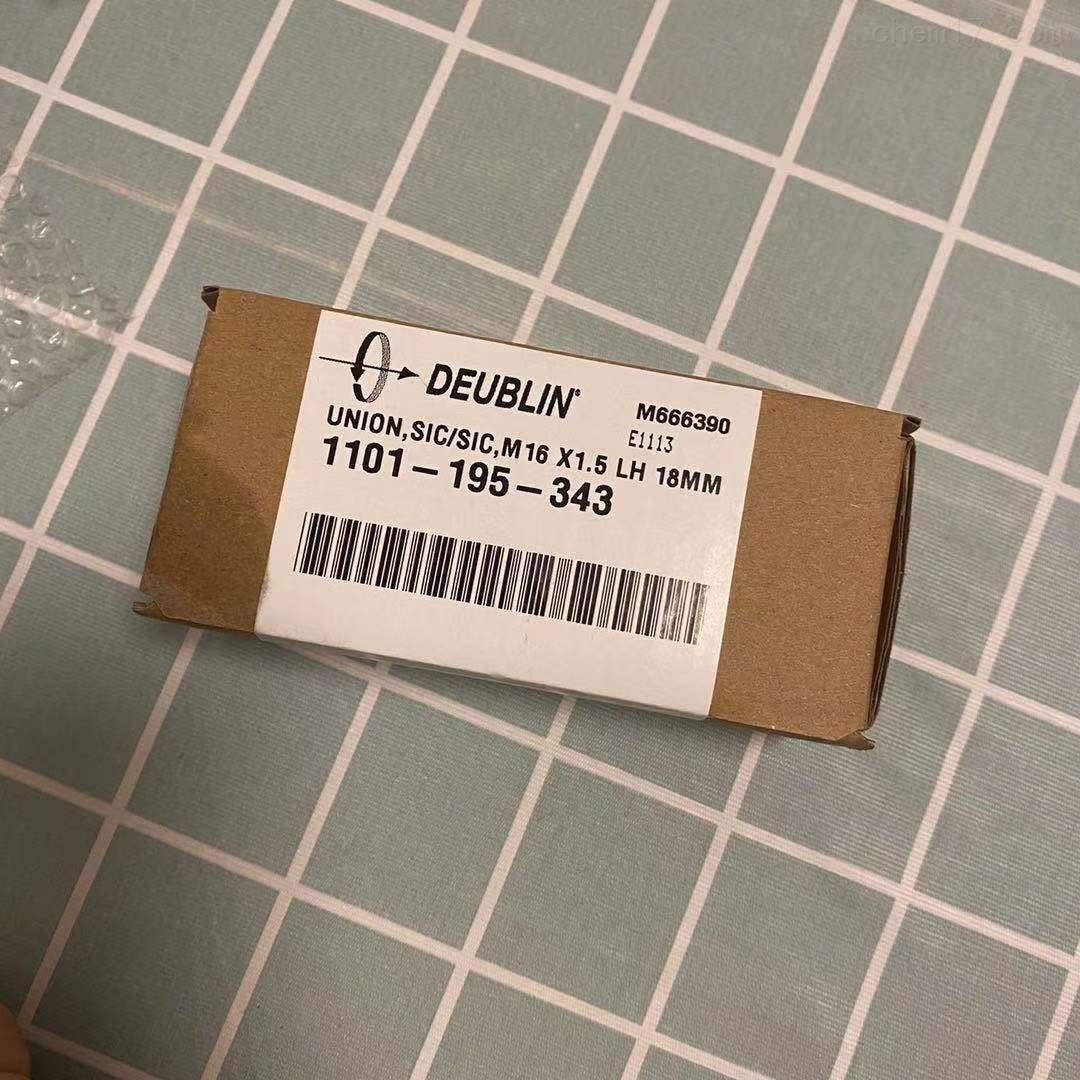 DEUBLIN®
M666390
E1113
UNION,SIC/SIC,M16 X1.5 LH 18MM
1101-195-343